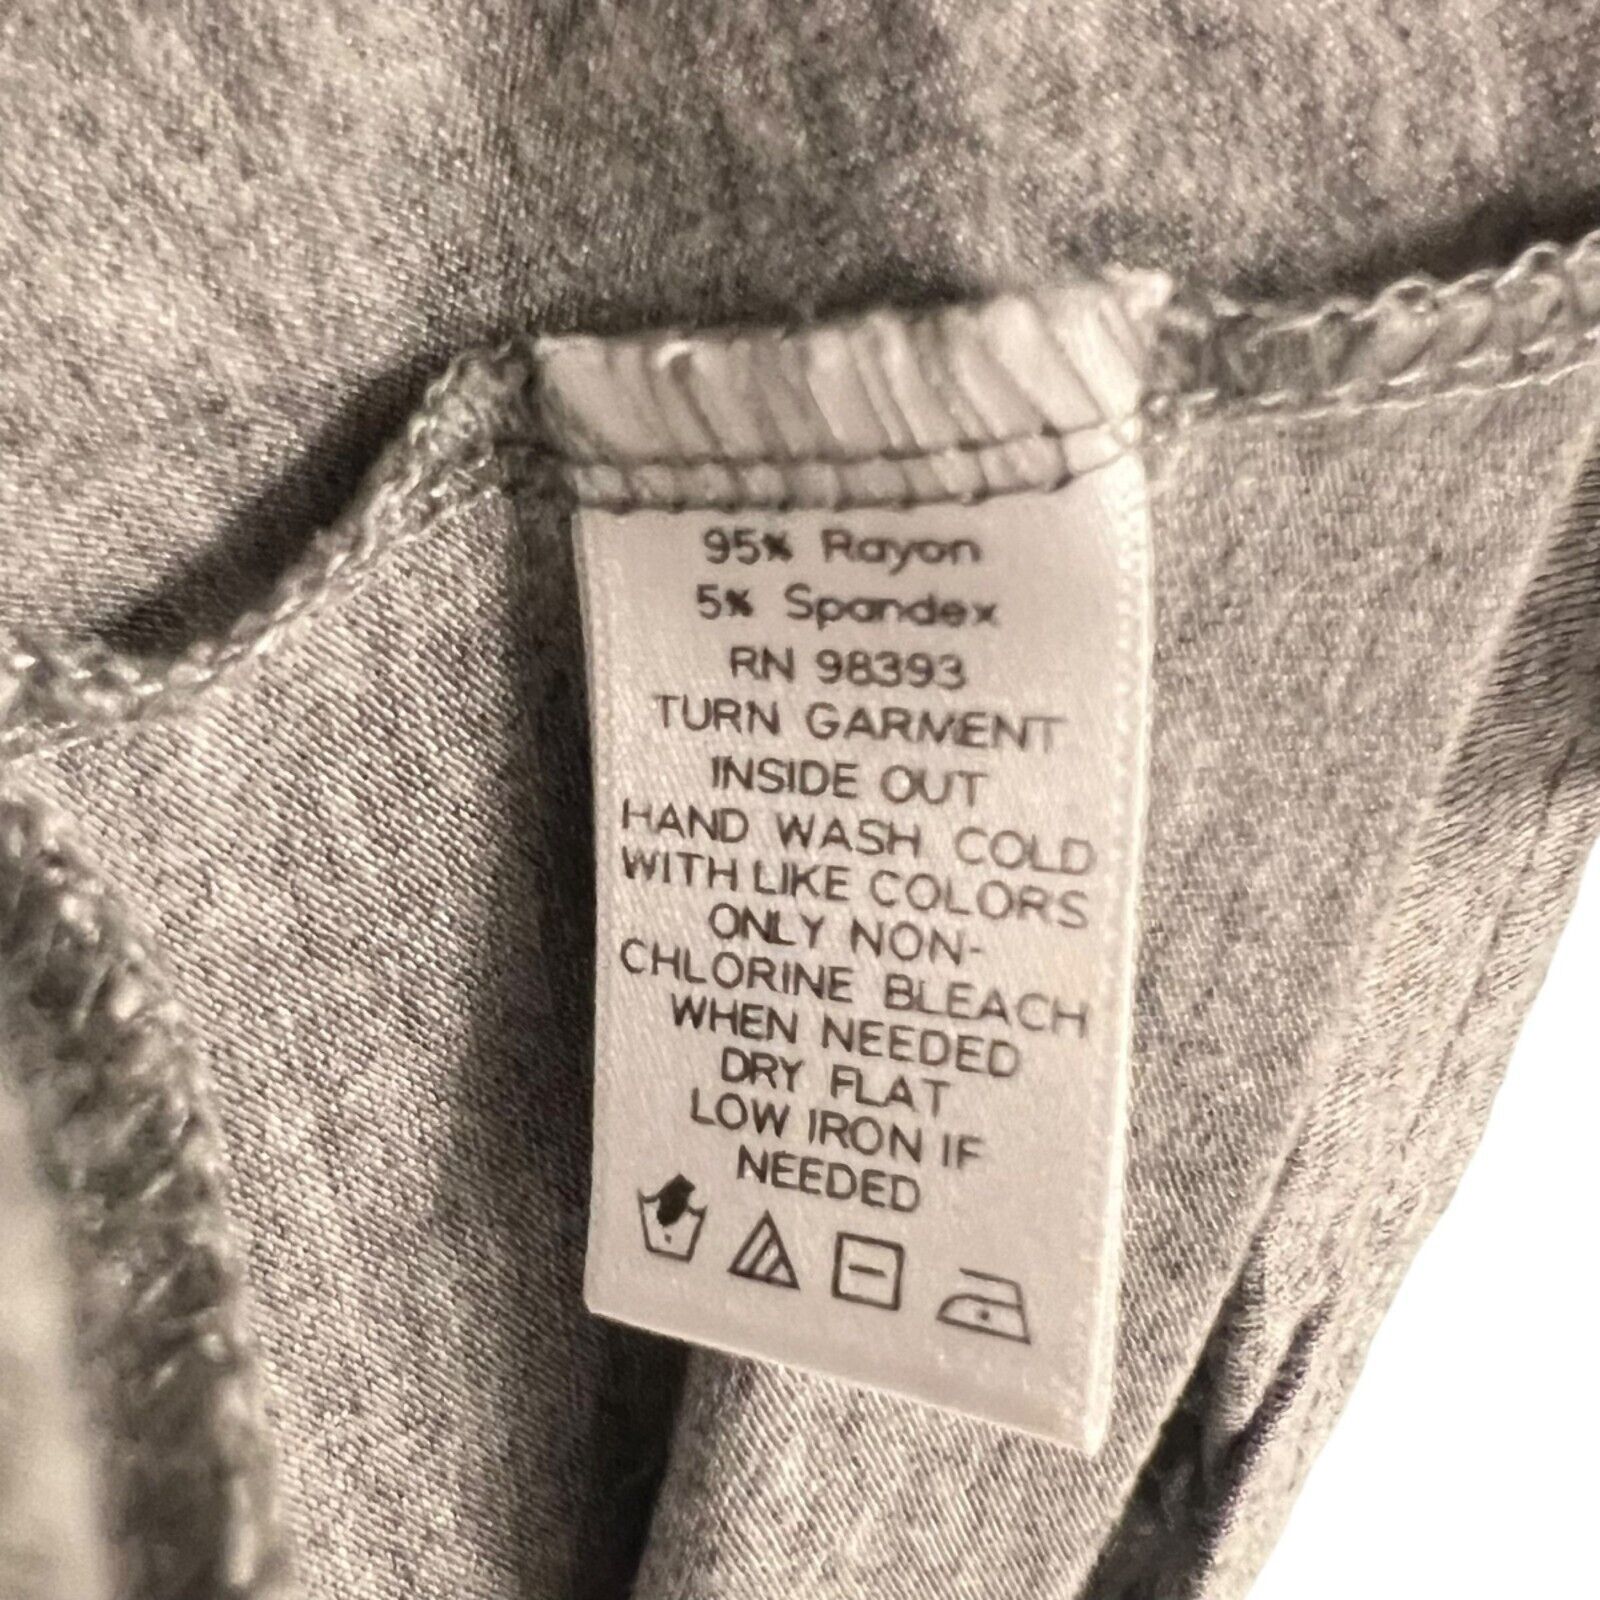 95% Rayon
5% Spandex
RN 98393
TURN GARMENT
INSIDE OUT
HAND WASH COLD
WITH LIKE COLORS
ONLY NON-
CHLORINE BLEACH
WHEN NEEDED
DRY FLAT
LOW IRON IF
NEEDED